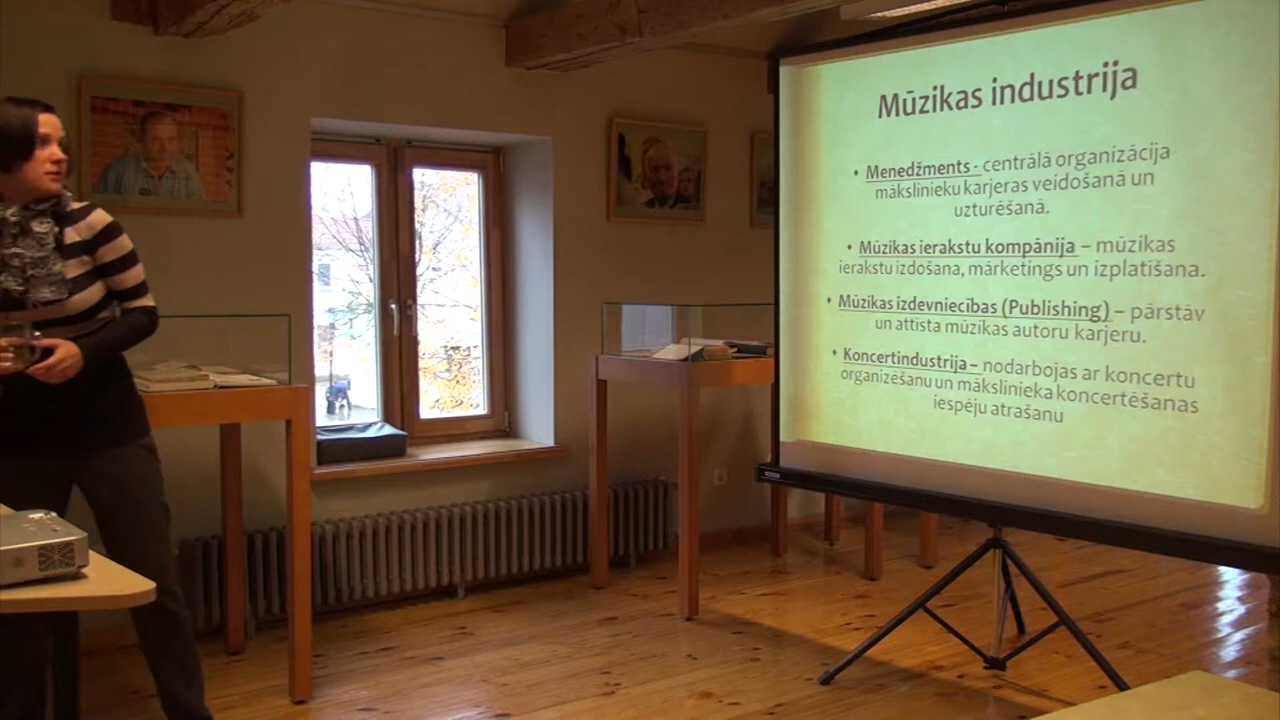 Mūzikas industrija
• Menedžments - centrālā organizācija
mākslinieku karjeras veidošanā un
uzturēšanā.
• Mūzikas ierakstu kompānija – mūzikas
ierakstu izdošana, mārketings un izplatīšana.
• Mūzikas izdevniecības (Publishing) – pārstāv
un attista mūzikas autoru karjeru.
• Koncertindustrija – nodarbojas ar koncertu
organizēšanu un mākslinieka koncertēšanas
iespēju atrašanu